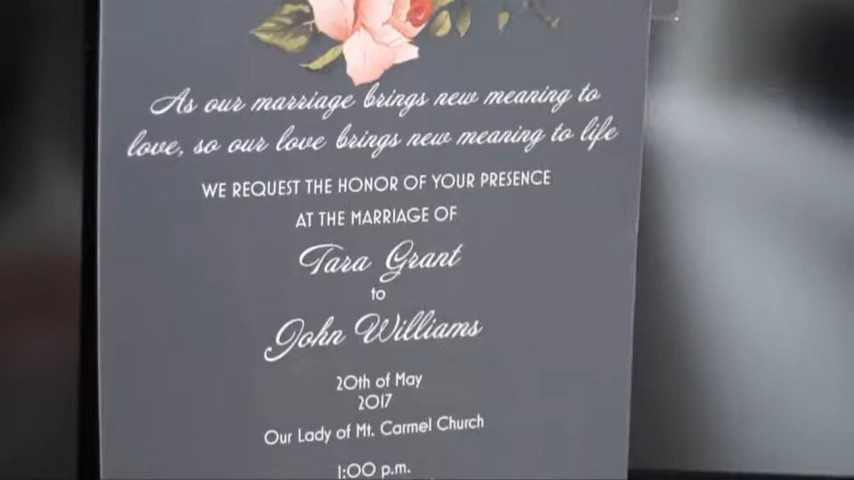 As our marriage brings new meaning to
love, so our love brings new meaning to life
WE REQUEST THE HONOR OF YOUR PRESENCE
AT THE MARRIAGE OF
Tara Grant
to
John Williams
20th of May
2017
Our Lady of Mt. Carmel Church
1:00 p.m.